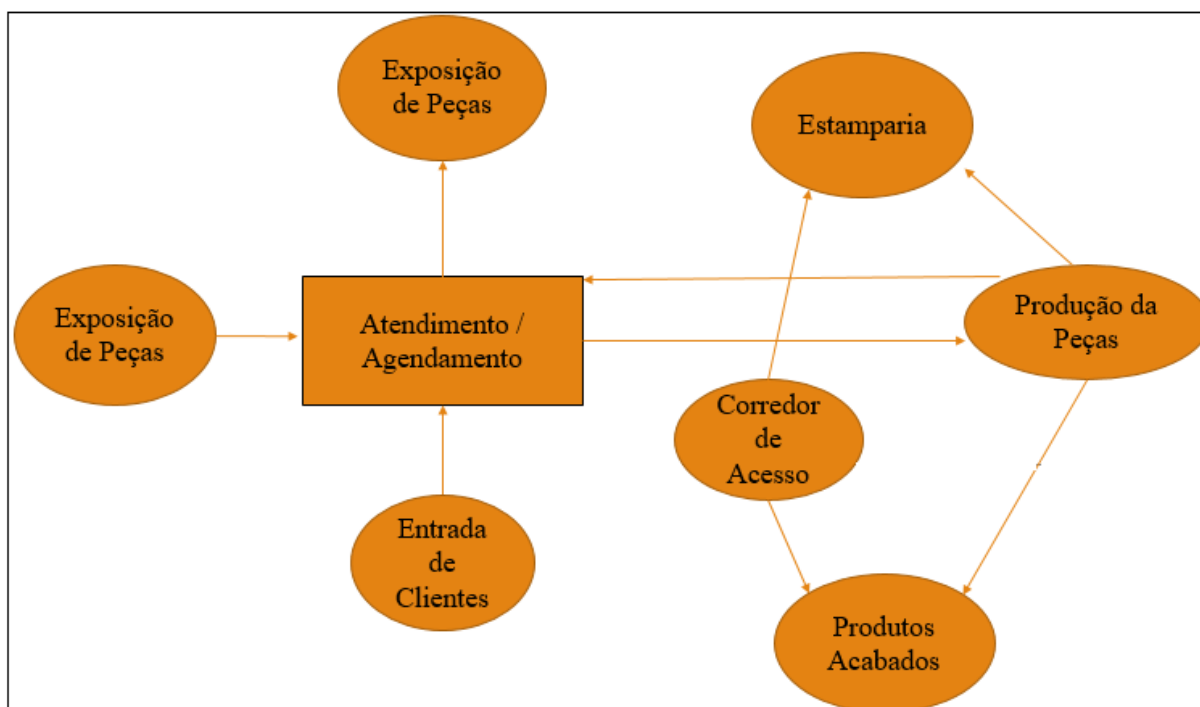 Exposição
de Peças
Estamparia
Exposição
de Peças
Atendimento /
Agendamento
Produção da
Peças
Corredor
de
Acesso
Entrada
de
Clientes
Produtos
Acabados